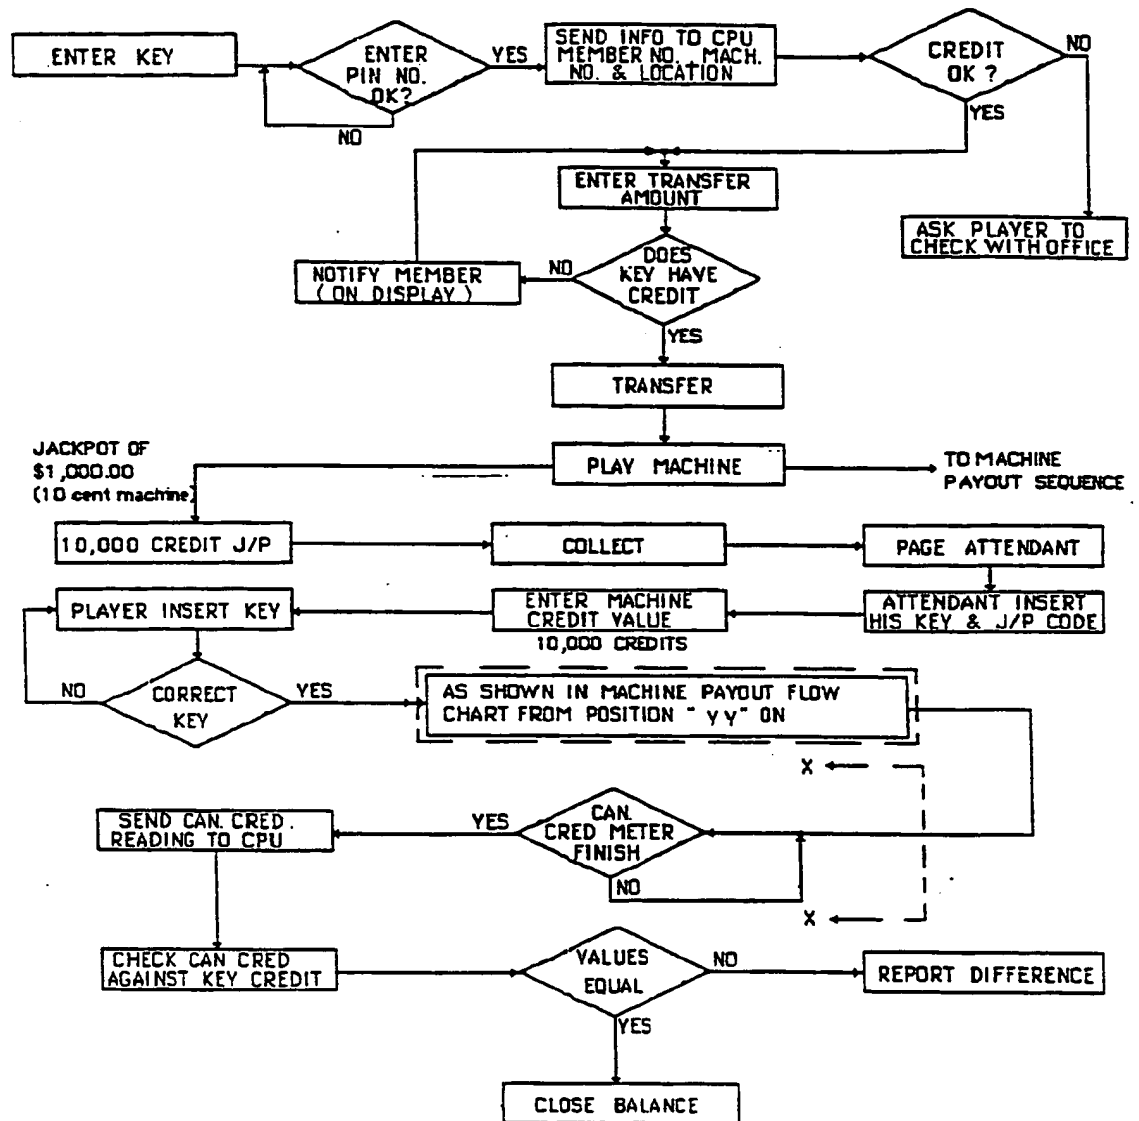 ENTER KEY
ENTER
PIN NO.
OK?
YES
NO
SEND INFO TO CPU
MEMBER NO. MACH.
NO. & LOCATION
CREDIT
OK ?
NO
YES
ENTER TRANSFER
AMOUNT
ASK PLAYER TO
CHECK WITH OFFICE
DOES
KEY HAVE
CREDIT
NO
NOTIFY MEMBER
( ON DISPLAY )
YES
TRANSFER
PLAY MACHINE
TO MACHINE
PAYOUT SEQUENCE
JACKPOT OF
$1,000.00
(10 cent machine)
10,000 CREDIT J/P
COLLECT
PAGE ATTENDANT
ATTENDANT INSERT
HIS KEY & J/P CODE
ENTER MACHINE
CREDIT VALUE
10,000 CREDITS
PLAYER INSERT KEY
CORRECT
KEY
NO
YES
AS SHOWN IN MACHINE PAYOUT FLOW
CHART FROM POSITION " YY" ON
X
CAN.
CRED METER
FINISH
YES
NO
X
SEND CAN. CRED.
READING TO CPU
CHECK CAN CRED
AGAINST KEY CREDIT
VALUES
EQUAL
NO
REPORT DIFFERENCE
YES
CLOSE BALANCE